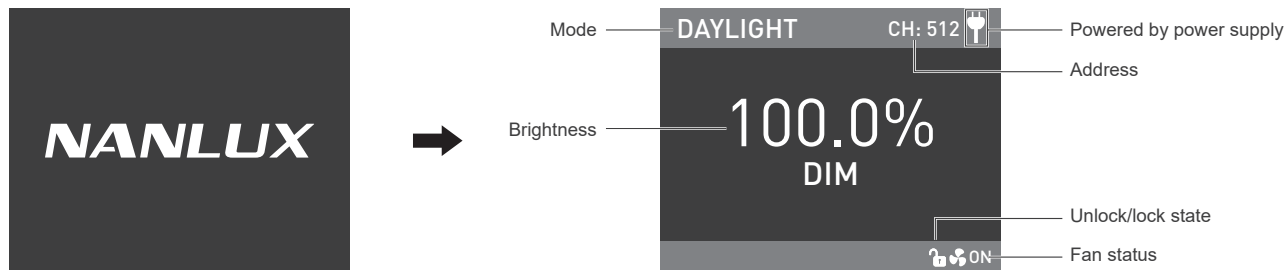 NANLUX
Mode
DAYLIGHT
CH: 512
Powered by power supply
Address
Brightness
100.0%
DIM
Unlock/lock state
ON
Fan status